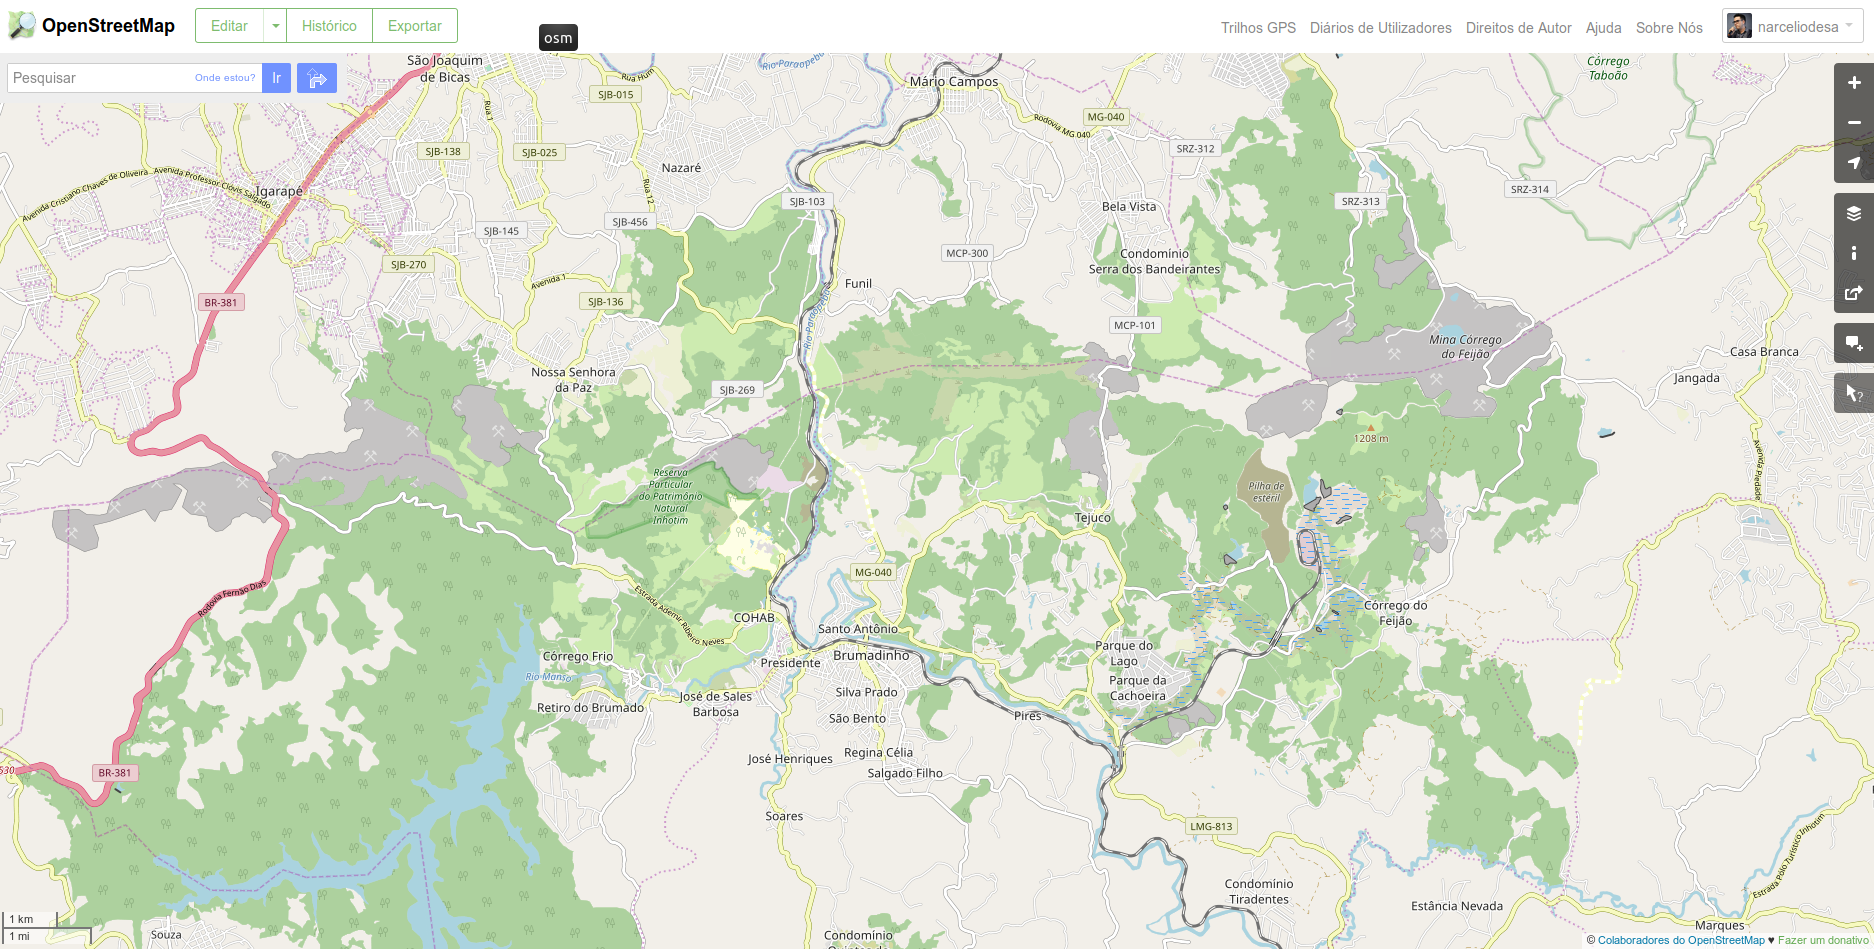 OpenStreetMap
Editar
Histórico
Exportar
osm
Trilhos GPS
Diários de Utilizadores
Direitos de Autor
Ajuda
Sobre Nós
narceliodesa
Pesquisar
Onde estou?
Ir
São Joaquim
de Bicas
Rua Hum
Rio Paraopeba
Mário Campos
Córrego
Taboão
SJB-015
Rua 1
MG-040
Rodovia MG 040
SJB-138
SJB-025
SRZ-312
Nazaré
Avenida Cristiano Chaves de Oliveira
Avenida Professor Clóvis Salgado
Igarapé
Rua 12
SRZ-314
SJB-103
SRZ-313
Bela Vista
SJB-456
SJB-145
MCP-300
Condomínio
Serra dos Bandeirantes
SJB-270
Avenida 1
Funil
BR-381
SJB-136
Rio Paraopeba
MCP-101
Mina Córrego
do Feijão
Casa Branca
Nossa Senhora
da Paz
Jangada
SJB-269
1208 m
Avenida Piedade
Reserva
Particular
do Patrimônio
Natural
Inhotim
Pilha de
estéril
Tejuco
MG-040
Rodovia Fernão Dias
Estrada Ademir Ribeiro Neves
COHAB
Córrego do
Feijão
Santo Antônio
Parque do
Lago
Córrego Frio
Presidente
Brumadinho
Rio Manso
Parque da
Cachoeira
José de Sales
Barbosa
Silva Prado
Retiro do Brumado
São Bento
Pires
Regina Célia
José Henriques
Salgado Filho
530
BR-381
Soares
LMG-813
Estrada Pólo Turístico Inhotim
Condomínio
Tiradentes
Estância Nevada
1 km
1 mi
Souza
Condomínio
Marques
© Colaboradores do OpenStreetMap ♥ Fazer um donativo